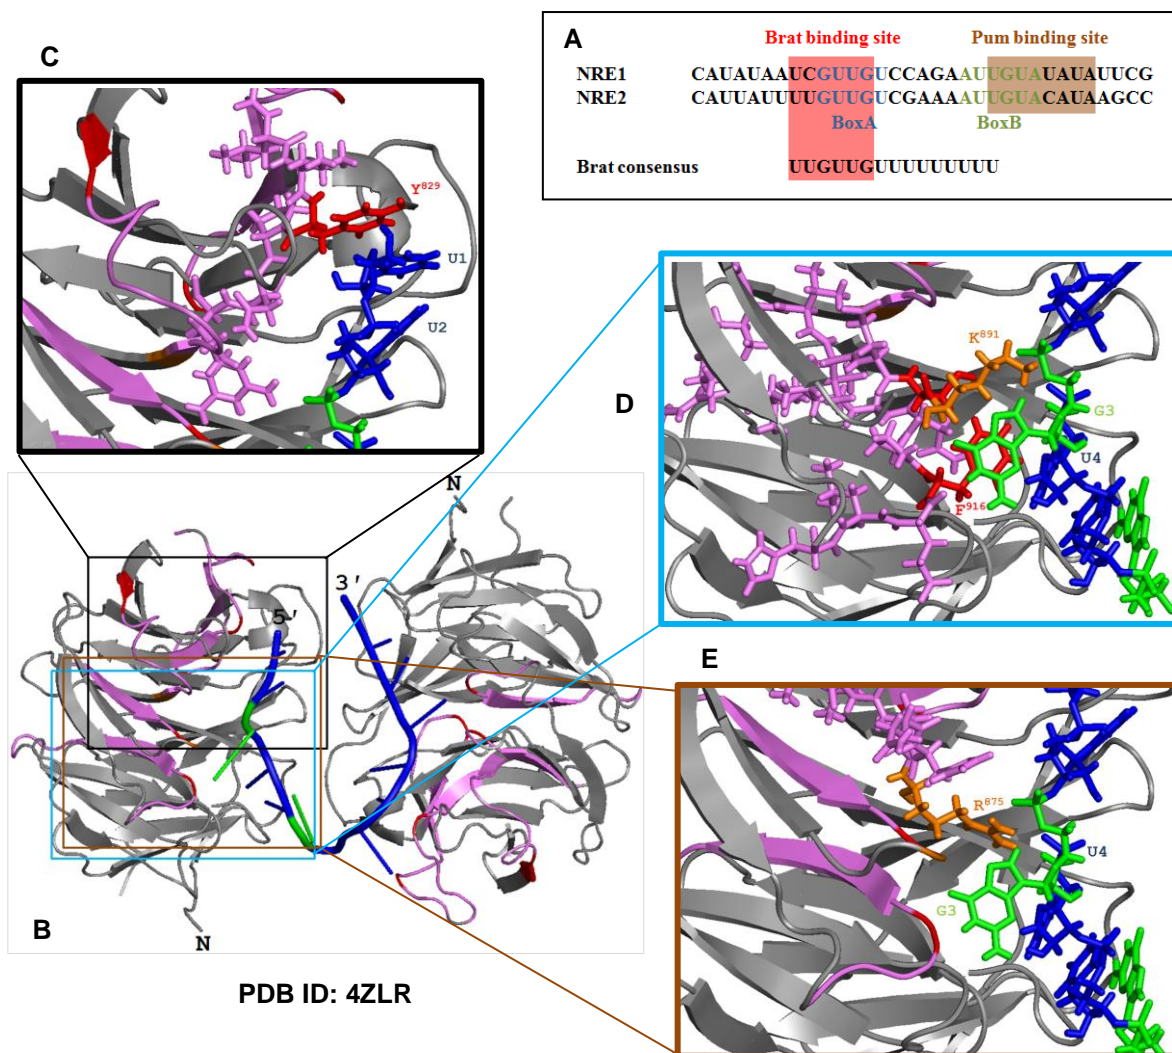 A
Brat binding site Pum binding site
NRE1 CAUAUAAUCGUUGUCCAGAAUUGUAUAUAUUCG
NRE2 CAUUAUUUUGUUGUCGAAAAUUGUACAUAAGCC
BoxA BoxB
Brat consensus UUGUUGUUUUUUUUU
C
Y829
U1
U2
D
K891
G3
U4
F916
B
N
3'
5'
N
PDB ID: 4ZLR
E
R875
U4
G3